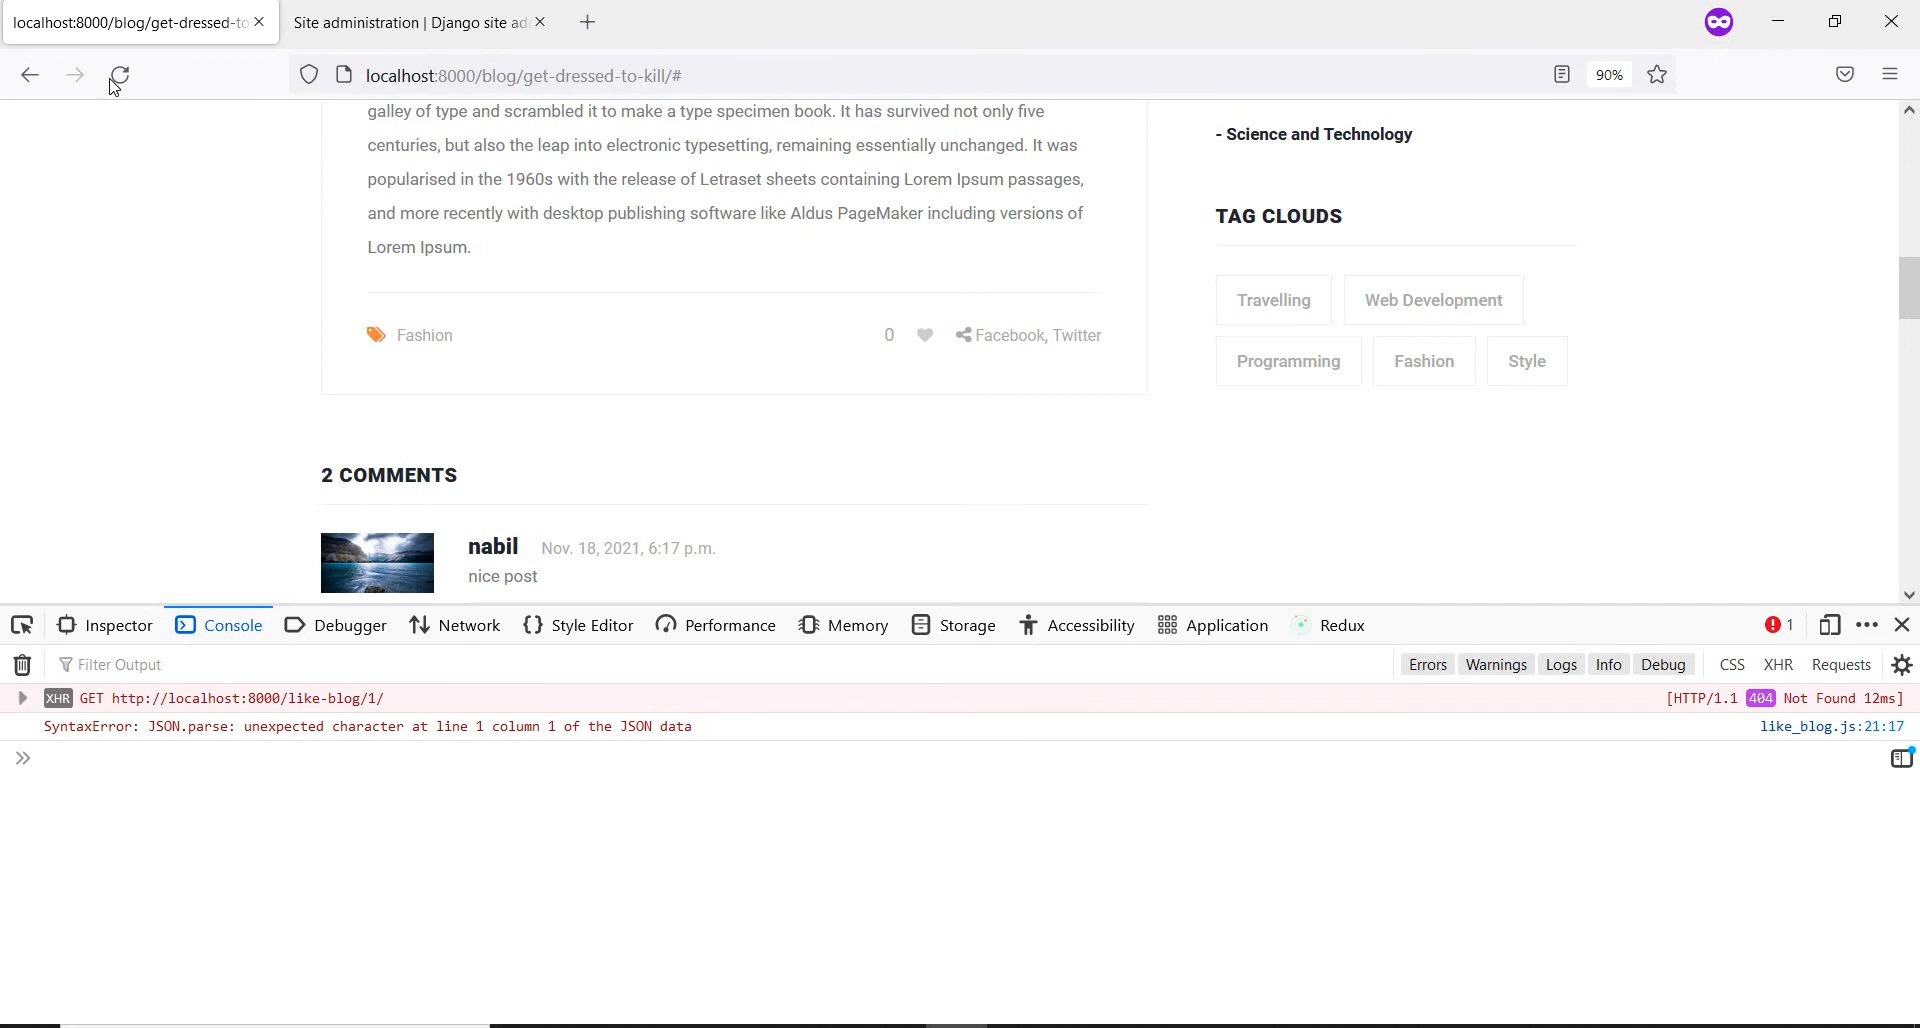 localhost:8000/blog/get-dressed-to
Site administration | Django site ad
localhost:8000/blog/get-dressed-to-kill/#
90%
galley of type and scrambled it to make a type specimen book. It has survived not only five
centuries, but also the leap into electronic typesetting, remaining essentially unchanged. It was
popularised in the 1960s with the release of Letraset sheets containing Lorem Ipsum passages,
and more recently with desktop publishing software like Aldus PageMaker including versions of
Lorem Ipsum.
Fashion
0
Facebook, Twitter
- Science and Technology
TAG CLOUDS
Travelling
Web Development
Programming
Fashion
Style
2 COMMENTS
nabil Nov. 18, 2021, 6:17 p.m.
nice post
Inspector Console Debugger Network Style Editor Performance Memory Storage Accessibility Application Redux 1
Filter Output Errors Warnings Logs Info Debug CSS XHR Requests
XHR GET http://localhost:8000/like-blog/1/ [HTTP/1.1 404 Not Found 12ms]
SyntaxError: JSON.parse: unexpected character at line 1 column 1 of the JSON data like_blog.js:21:17